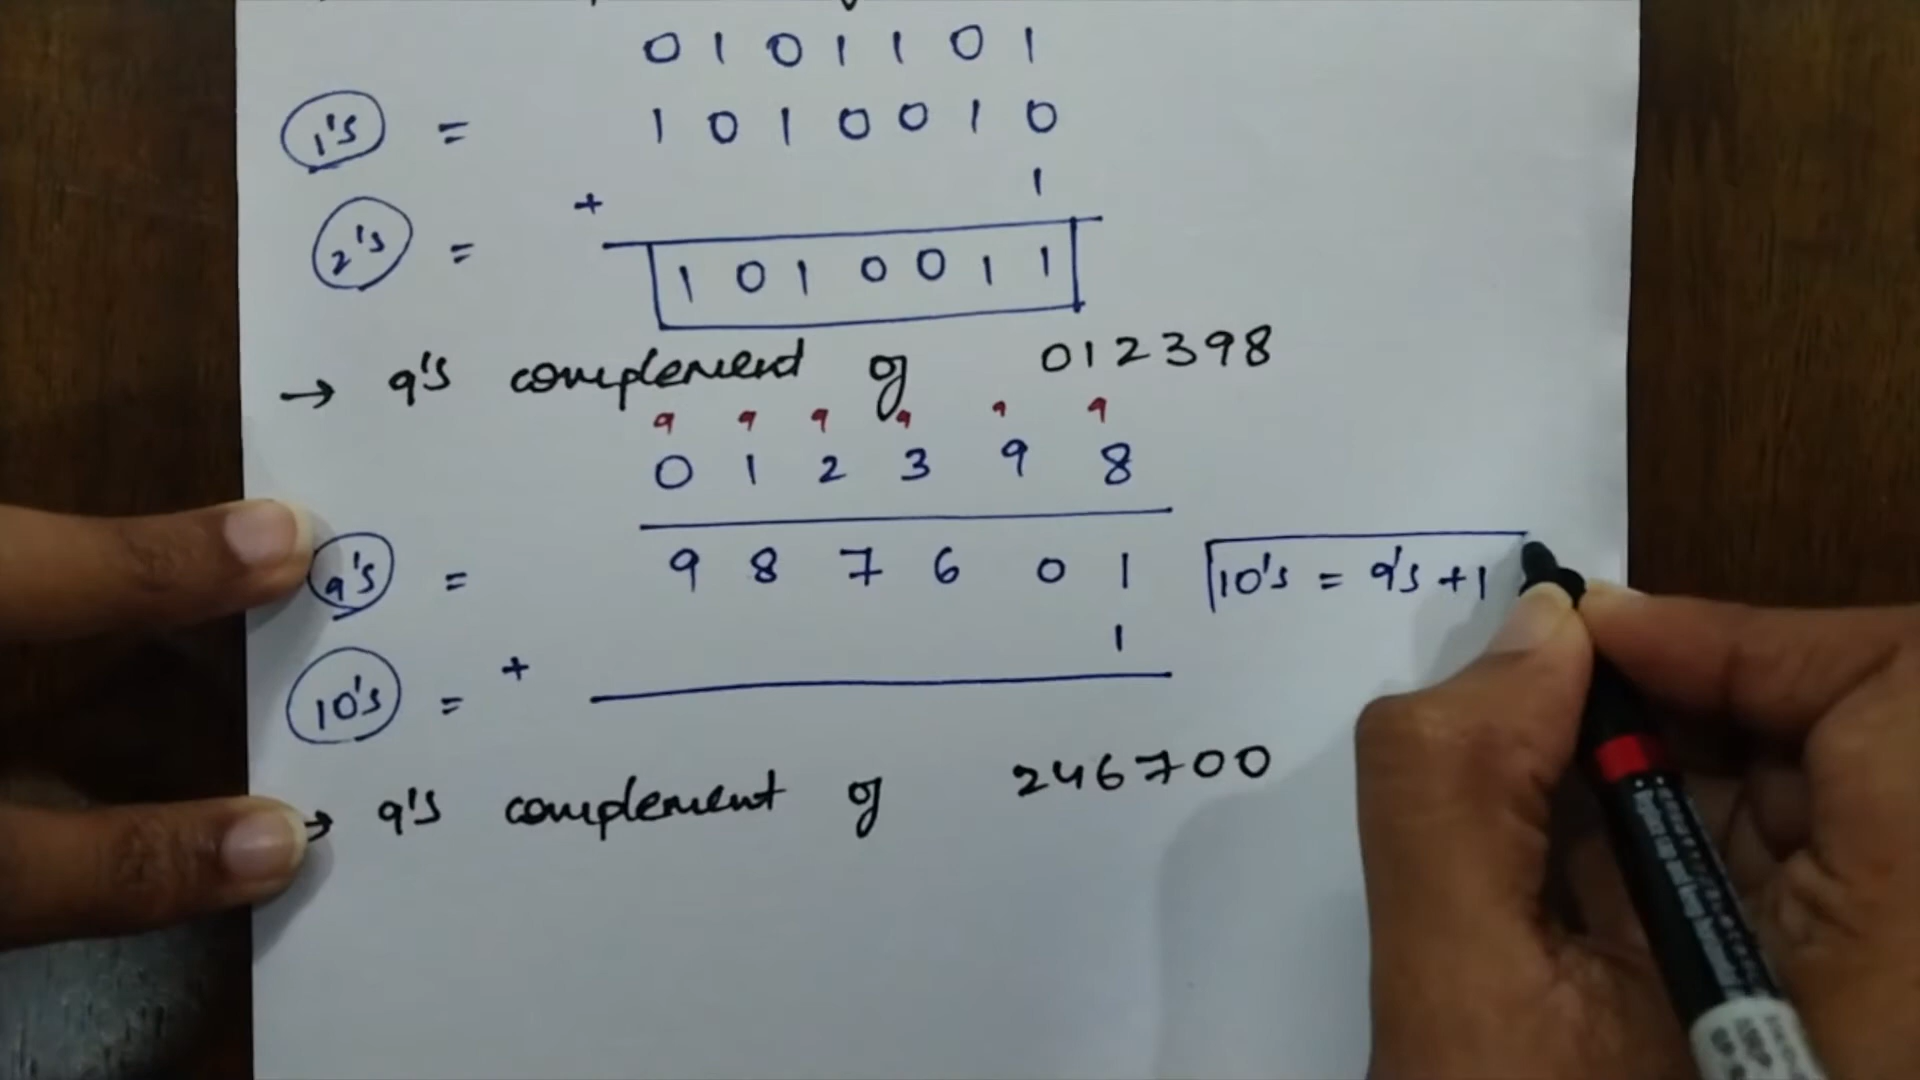 0 1 0 1 1 0 1
1's = 1 0 1 0 0 1 0
+ 1
2's = 1 0 1 0 0 1 1
→ 9's complement of 012398
9 9 9 9 9 9
0 1 2 3 9 8
9's = 9 8 7 6 0 1
10's = 9's + 1
+ 1
10's =
→ 9's complement of 246700